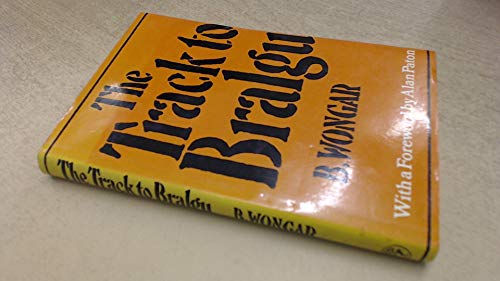 The
Track to
Bralgu
B. WONGAR
With a Foreword by Alan Paton
The Track to Bralgu B. WONGAR